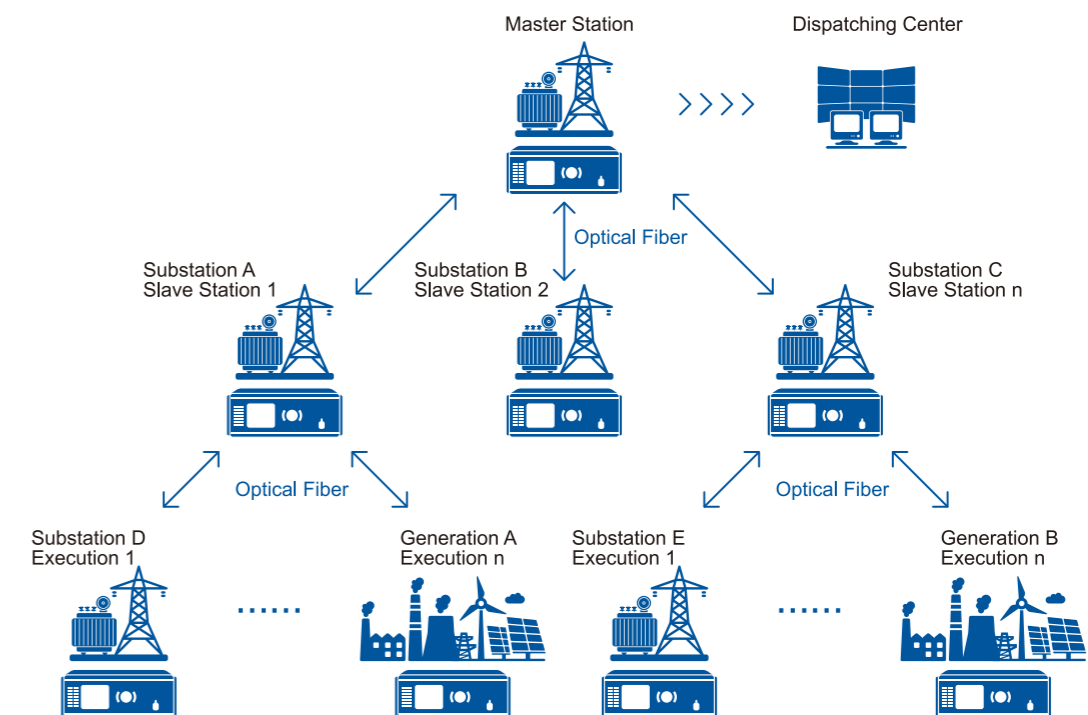 Master Station
Dispatching Center
Optical Fiber
Substation A
Slave Station 1
Substation B
Slave Station 2
Substation C
Slave Station n
Optical Fiber
Optical Fiber
Substation D
Execution 1
Generation A
Execution n
Substation E
Execution 1
Generation B
Execution n
......
......